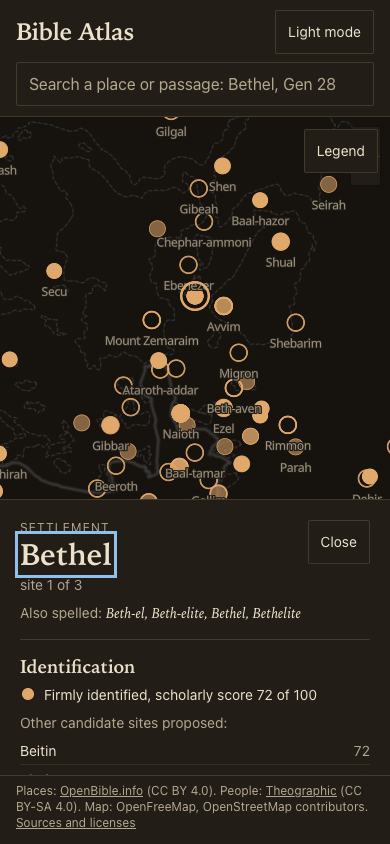 Bible Atlas
Light mode
Search a place or passage: Bethel, Gen 28
Gilgal
Legend
ash
Shen
Seirah
Gibeah
Baal-hazor
Chephar-ammoni
Shual
Ebenezer
Secu
Avvim
Mount Zemaraim
Shebarim
Migron
Ataroth-addar
Beth-aven
Ezel
Naioth
Gibbar
Rimmon
Parah
hirah
Baal-tamar
Beeroth
SETTLEMENT
Bethel
Close
site 1 of 3
Also spelled: Beth-el, Beth-elite, Bethel, Bethelite
Identification
Firmly identified, scholarly score 72 of 100
Other candidate sites proposed:
Beitin 72
Places: OpenBible.info (CC BY 4.0). People: Theographic (CC
BY-SA 4.0). Map: OpenFreeMap, OpenStreetMap contributors.
Sources and licenses